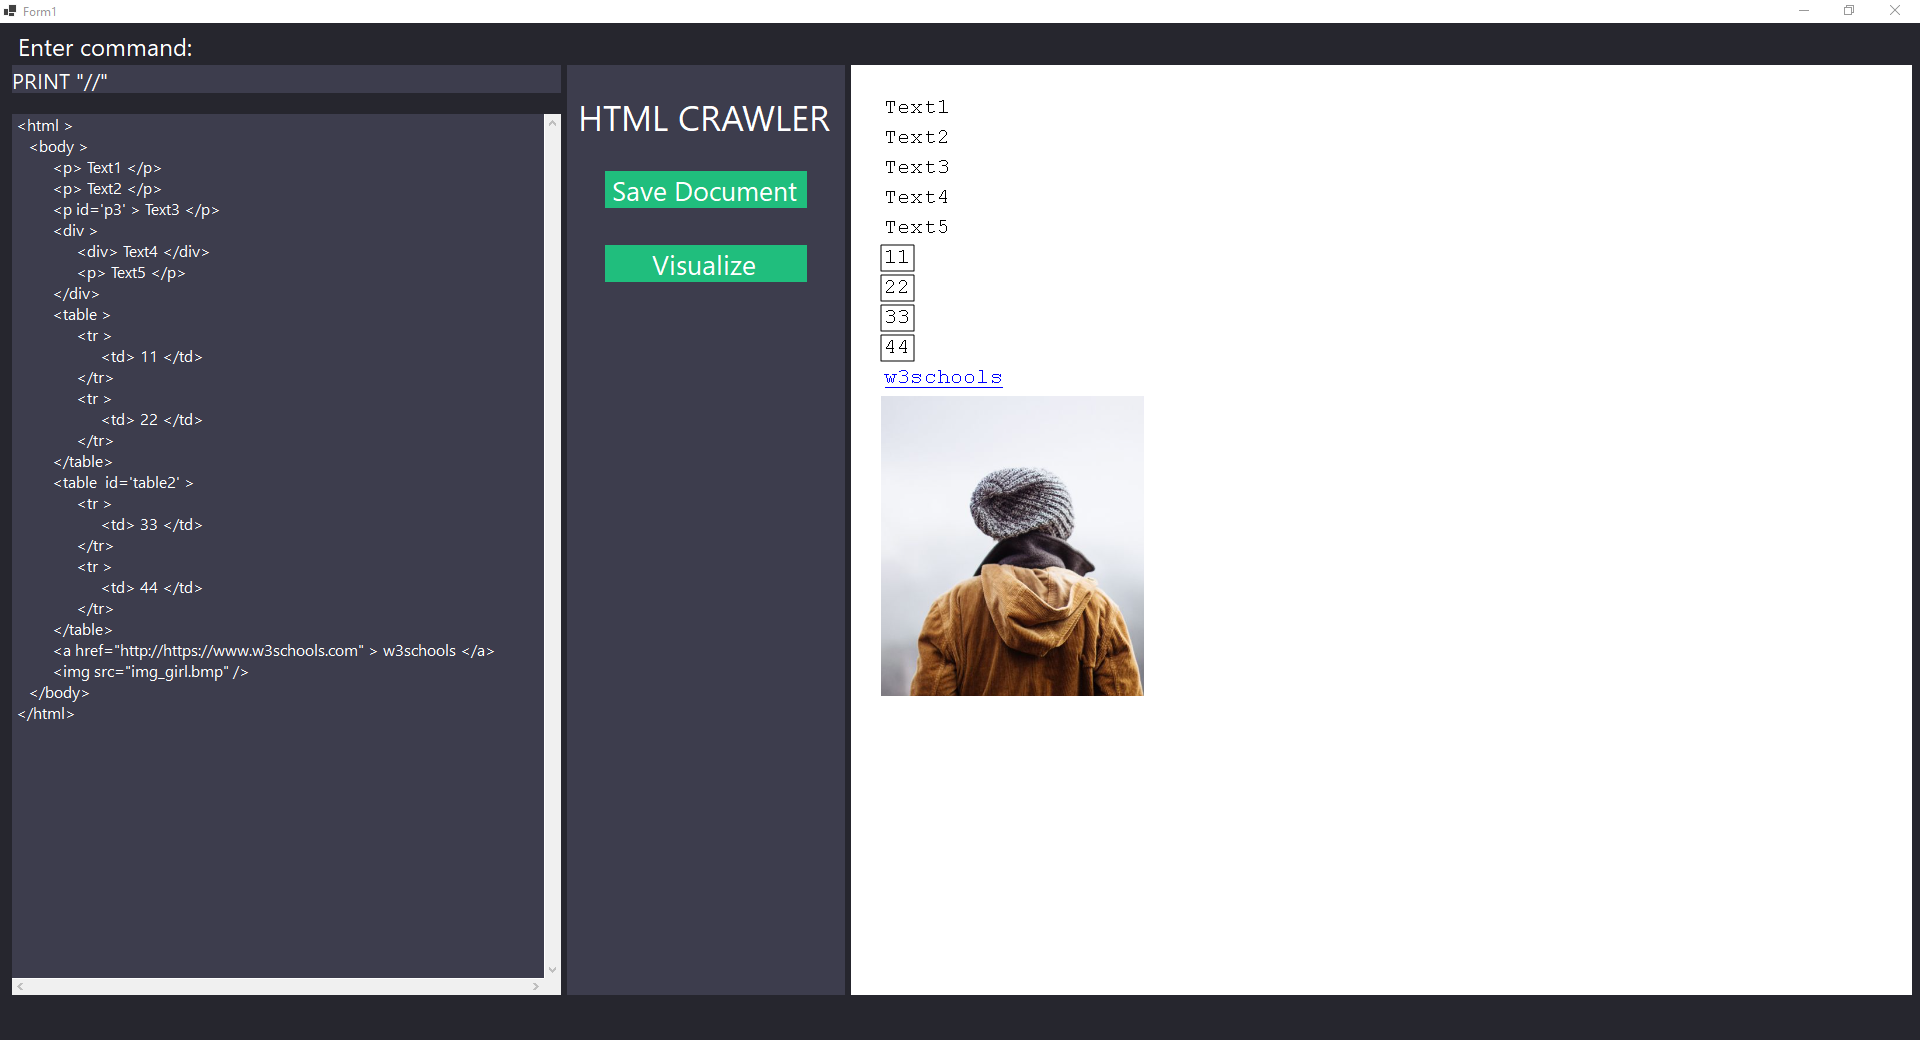 Form1
Enter command:
PRINT "//"
<html >
<body >
<p> Text1 </p>
<p> Text2 </p>
<p id='p3' > Text3 </p>
<div >
<div> Text4 </div>
<p> Text5 </p>
</div>
<table >
<tr >
<td> 11 </td>
</tr>
<tr >
<td> 22 </td>
</tr>
</table>
<table  id='table2' >
<tr >
<td> 33 </td>
</tr>
<tr >
<td> 44 </td>
</tr>
</table>
<a href="http://https://www.w3schools.com" > w3schools </a>
<img src="img_girl.bmp" />
</body>
</html>
HTML CRAWLER
Save Document
Visualize
Text1
Text2
Text3
Text4
Text5
11
22
33
44
w3schools